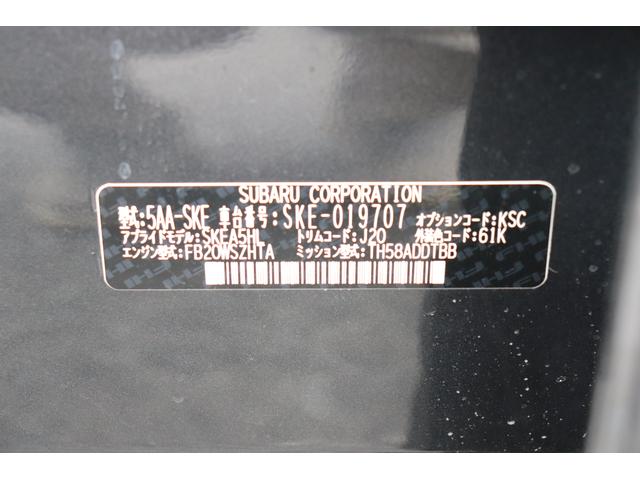 SUBARU CORPORATION
型式:5AA-SKE 車台番号:SKE-019707 オプションコード:KSC
アプライドモデル:SKEA5HL トリムコード:J20 外装色コード:61K
エンジン型式:FB20WSZHTA ミッション型式:TH58ADDTBB